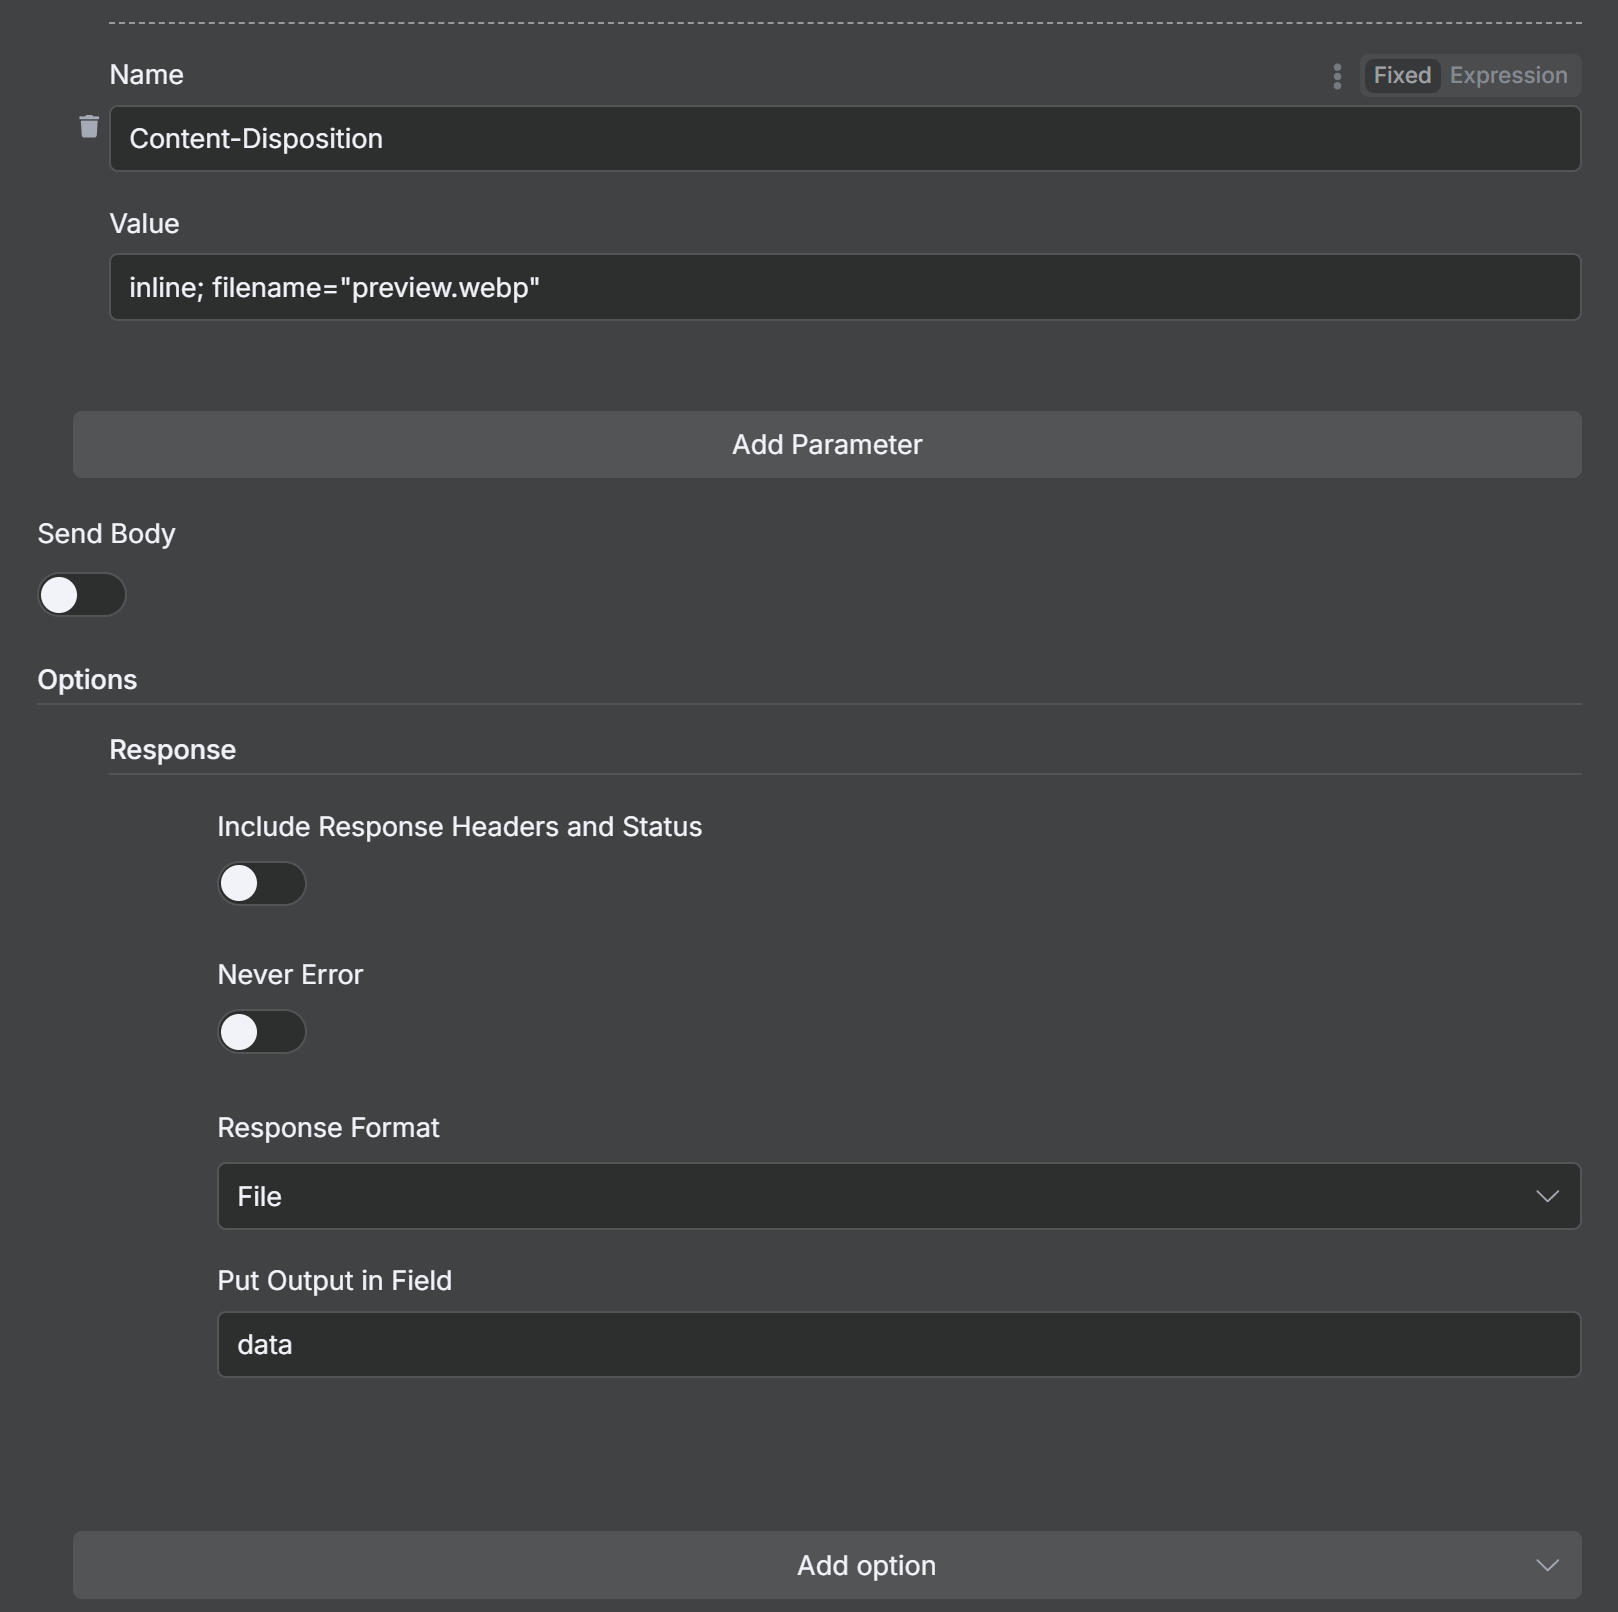 Name
Fixed Expression
Content-Disposition
Value
inline; filename="preview.webp"
Add Parameter
Send Body
Options
Response
Include Response Headers and Status
Never Error
Response Format
File
Put Output in Field
data
Add option